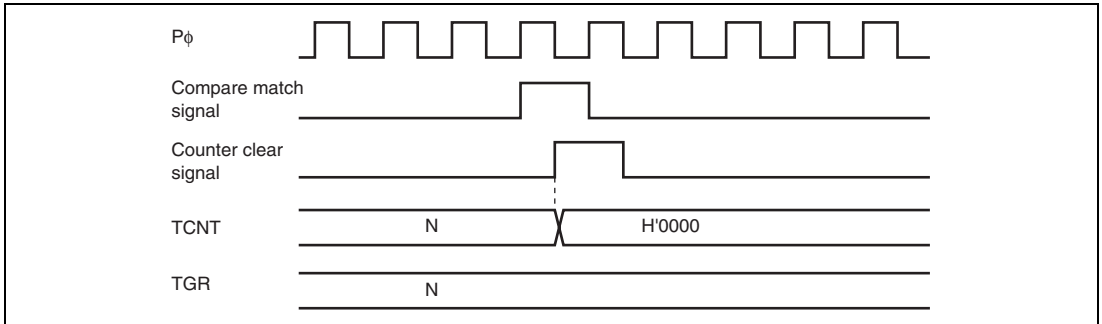 Pϕ
Compare match
signal
Counter clear
signal
TCNT N H'0000
TGR N